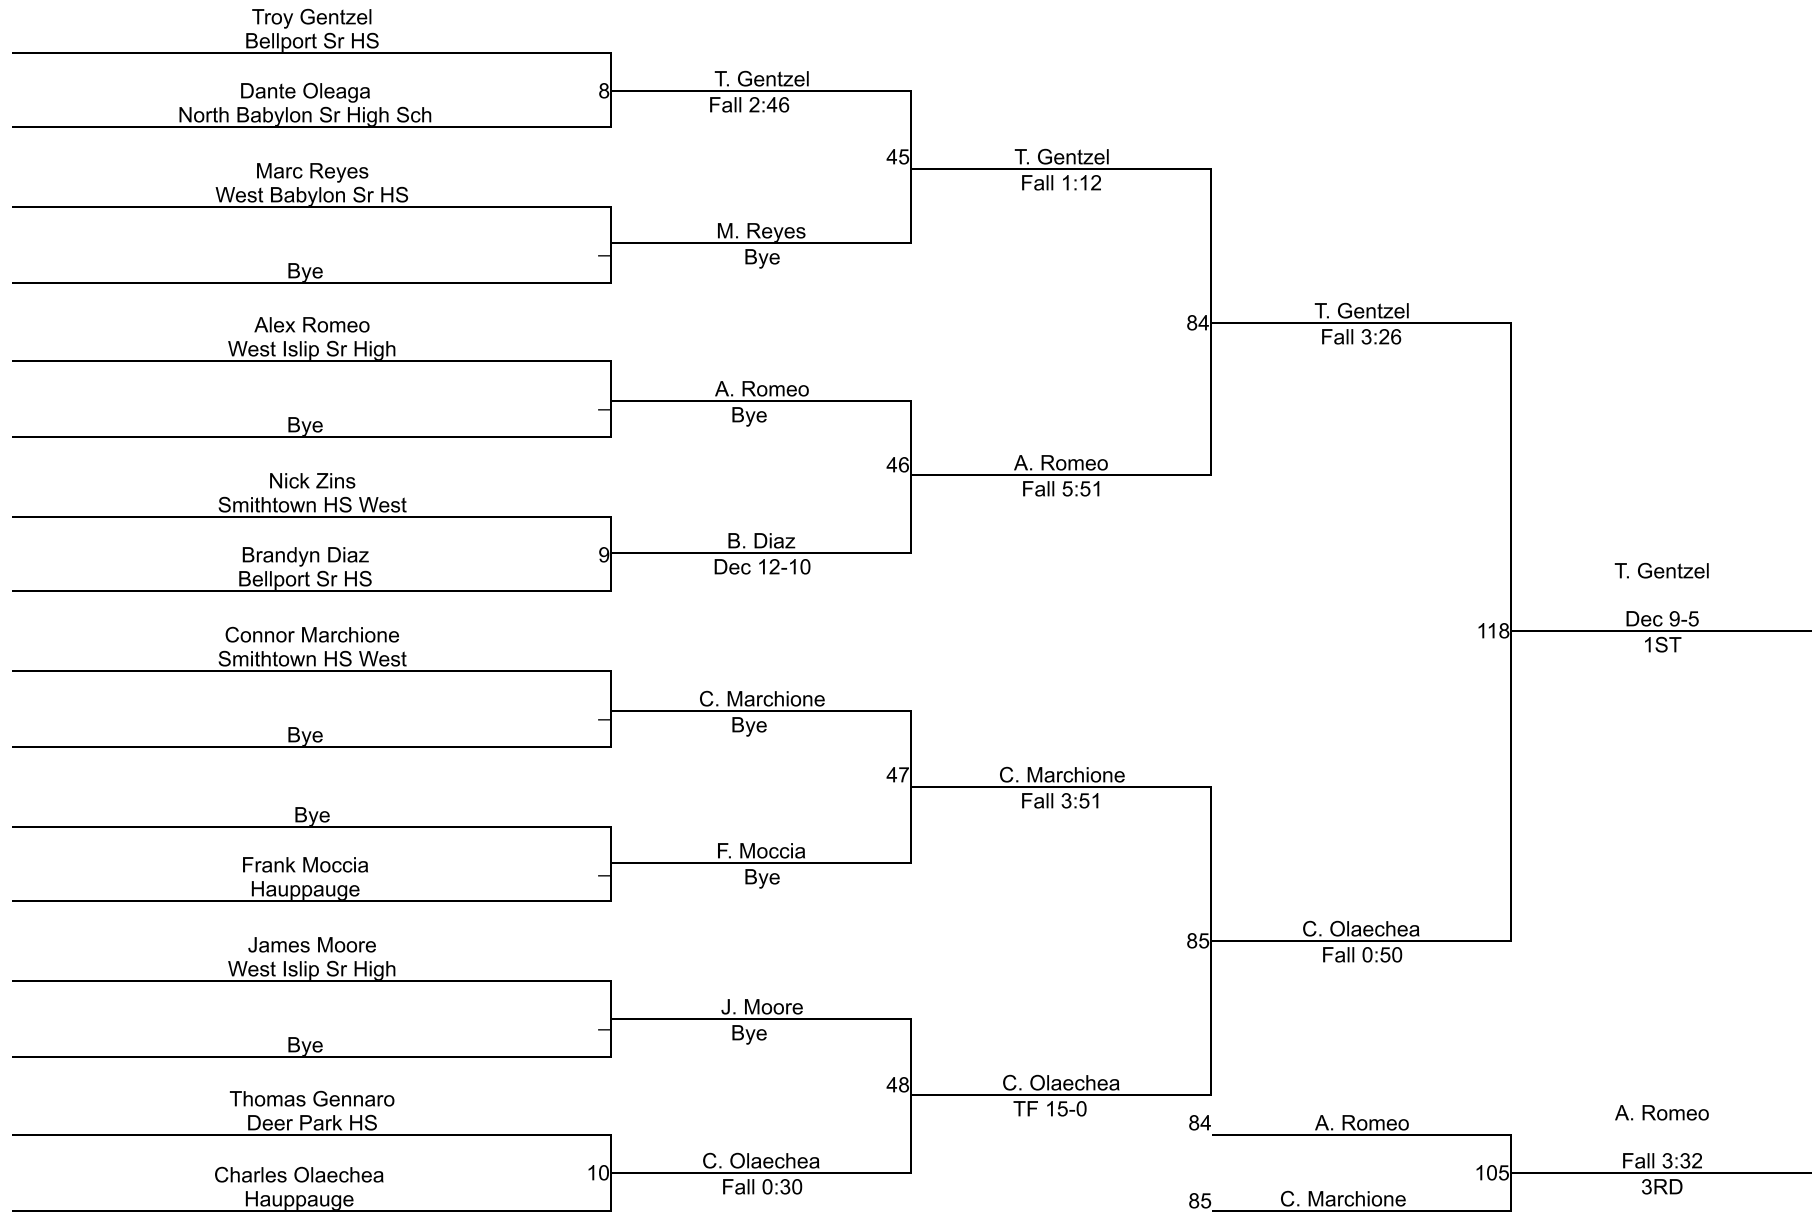 Troy Gentzel
Bellport Sr HS
Dante Oleaga
North Babylon Sr High Sch
8
T. Gentzel
Fall 2:46
Marc Reyes
West Babylon Sr HS
Bye
M. Reyes
Bye
45
T. Gentzel
Fall 1:12
Alex Romeo
West Islip Sr High
Bye
A. Romeo
Bye
Nick Zins
Smithtown HS West
Brandyn Diaz
Bellport Sr HS
9
B. Diaz
Dec 12-10
46
A. Romeo
Fall 5:51
84
T. Gentzel
Fall 3:26
Connor Marchione
Smithtown HS West
Bye
C. Marchione
Bye
Bye
Frank Moccia
Hauppauge
F. Moccia
Bye
47
C. Marchione
Fall 3:51
James Moore
West Islip Sr High
Bye
J. Moore
Bye
Thomas Gennaro
Deer Park HS
Charles Olaechea
Hauppauge
10
C. Olaechea
Fall 0:30
48
C. Olaechea
TF 15-0
85
C. Olaechea
Fall 0:50
118
T. Gentzel
Dec 9-5
1ST
84
A. Romeo
85
C. Marchione
105
A. Romeo
Fall 3:32
3RD